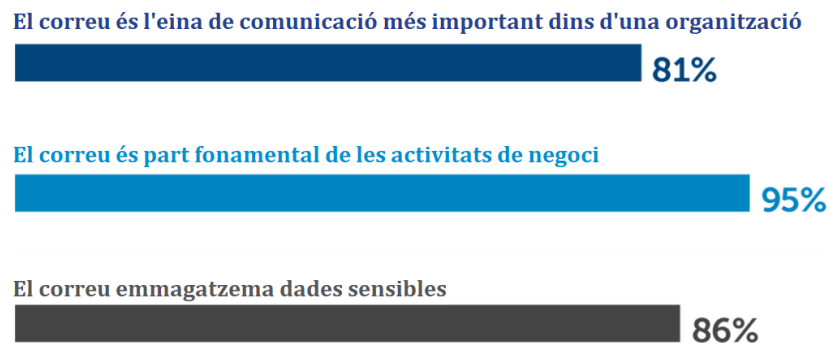 El correu és l'eina de comunicació més important dins d'una organització
81%
El correu és part fonamental de les activitats de negoci
95%
El correu emmagatzema dades sensibles
86%